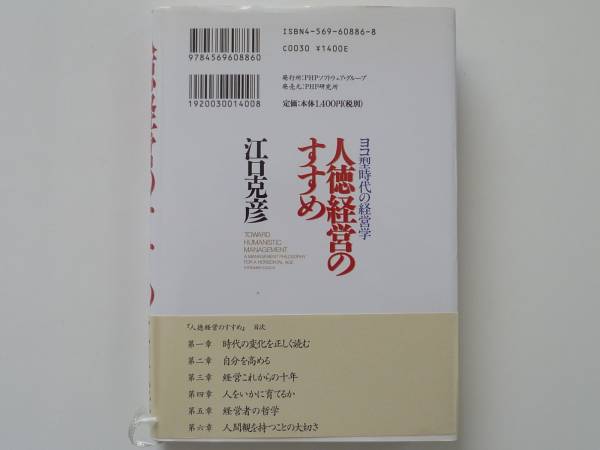 ISBN4-569-60886-8
C0030 ¥1400E
9784569608860
1920030014008
発行所:PHPソフトウェア・グループ
発売元:PHP研究所
定価:本体1,400円(税別)
ヨコ型時代の経営学
人徳経営の
すすめ
江口克彦
TOWARD
HUMANISTIC
MANAGEMENT
A MANAGEMENT PHILOSOPHY
FOR A HORIZONTAL AGE
『人徳経営のすすめ』 目次
第一章 時代の変化を正しく読む
第二章 自分を高める
第三章 経営これからの十年
第四章 人をいかに育てるか
第五章 経営者の哲学
第六章 人間観を持つことの大切さ